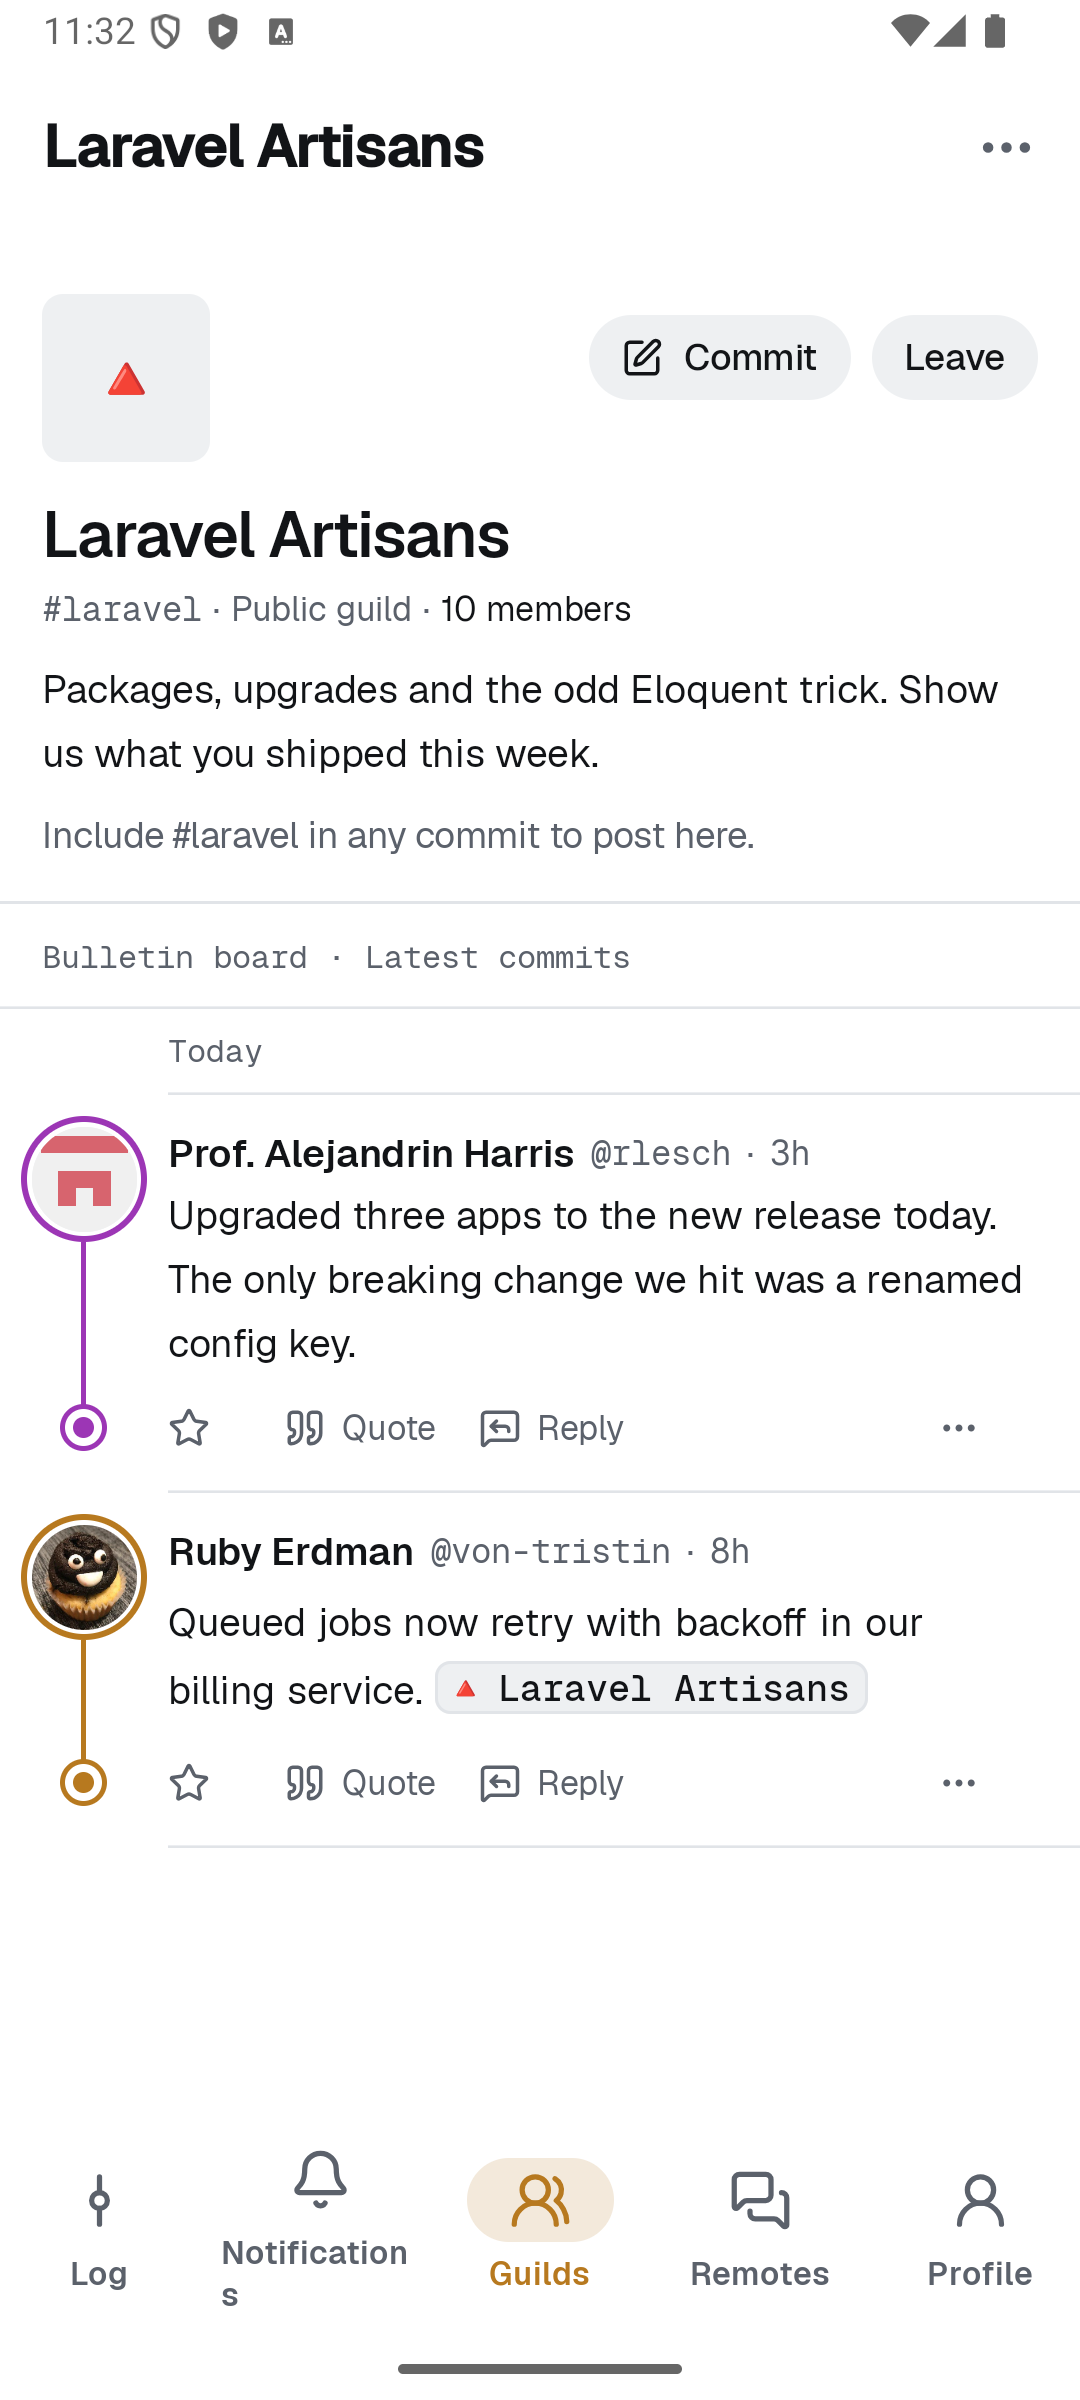 11:32
Laravel Artisans
Commit
Leave
Laravel Artisans
#laravel · Public guild · 10 members
Packages, upgrades and the odd Eloquent trick. Show
us what you shipped this week.
Include #laravel in any commit to post here.
Bulletin board · Latest commits
Today
Prof. Alejandrin Harris @rlesch · 3h
Upgraded three apps to the new release today.
The only breaking change we hit was a renamed
config key.
Quote Reply
Ruby Erdman @von-tristin · 8h
Queued jobs now retry with backoff in our
billing service. 🔺 Laravel Artisans
Quote Reply
Log
Notification
s
Guilds
Remotes
Profile